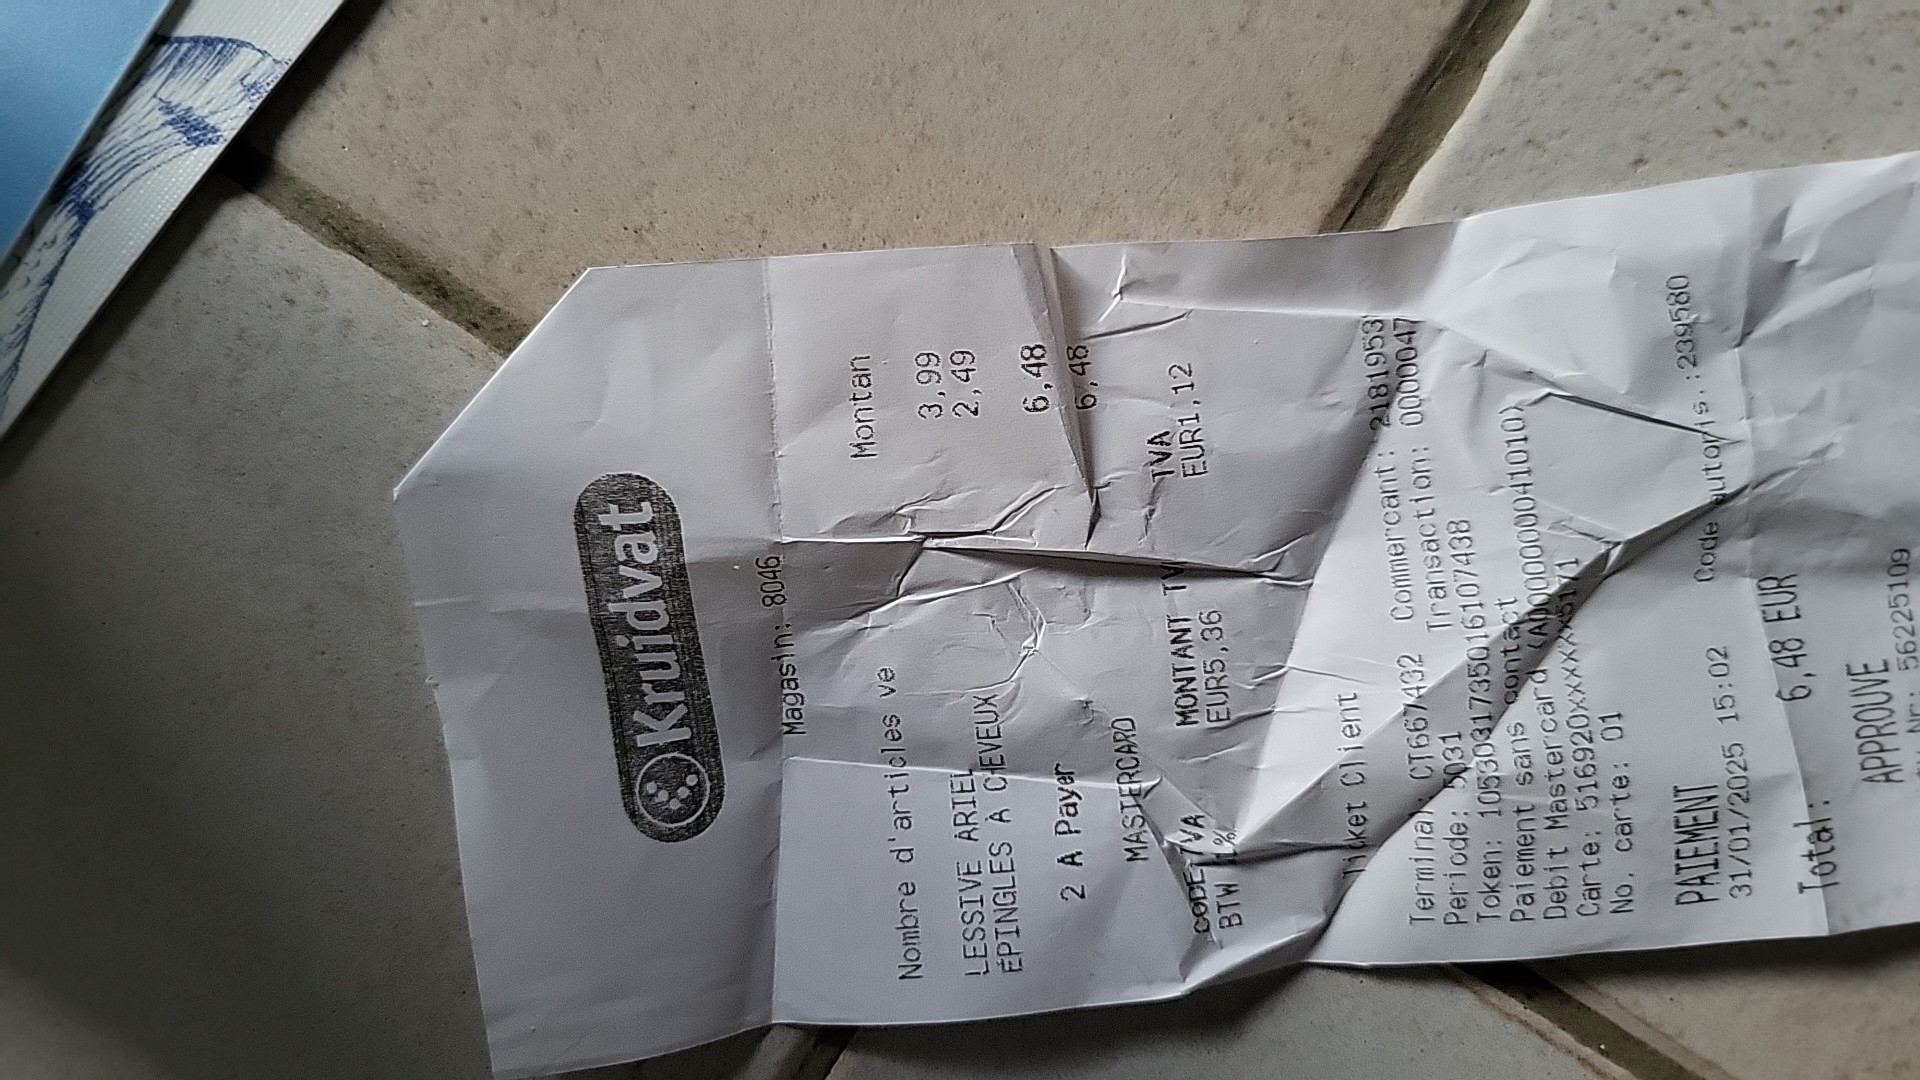 Kruidvat
Magasin: 8046
Nombre d'articles ve Montan
LESSIVE ARIEL 3,99
ÉPINGLES À CHEVEUX 2,49
2 A Payer 6,48
MASTERCARD 6,48
CODE TVA MONTANT TV TVA
BTW EUR5,36 EUR1,12
Ticket Client
Terminal: CT667432 Commercant: 2181953
Periode: 5031 Transaction: 0000047
Token: 1053031735016107438
Paiement sans contact
Debit Mastercard (A0000000041010)
Carte: 516920xxxxxx5171
No. carte: 01
PAIEMENT
31/01/2025 15:02 Code autoris.:239580
Total: 6,48 EUR
APPROUVE
Nr: 56225109